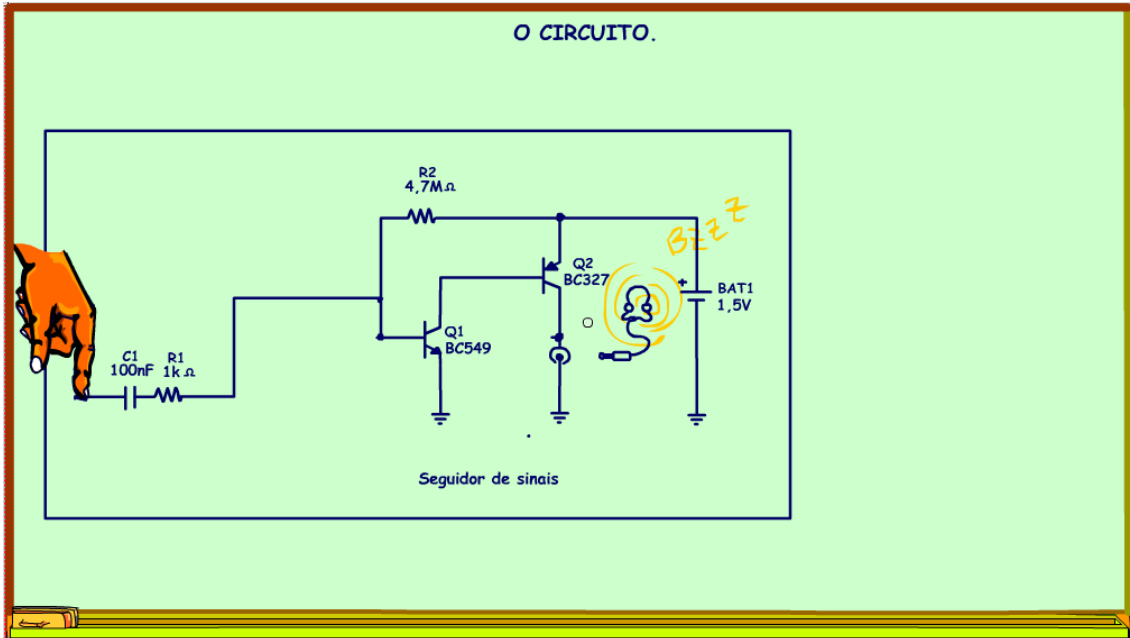 O CIRCUITO.
R2
4,7MΩ
BZZZ
Q2
BC327
+
BAT1
1,5V
Q1
BC549
C1
100nF
R1
1kΩ
Seguidor de sinais